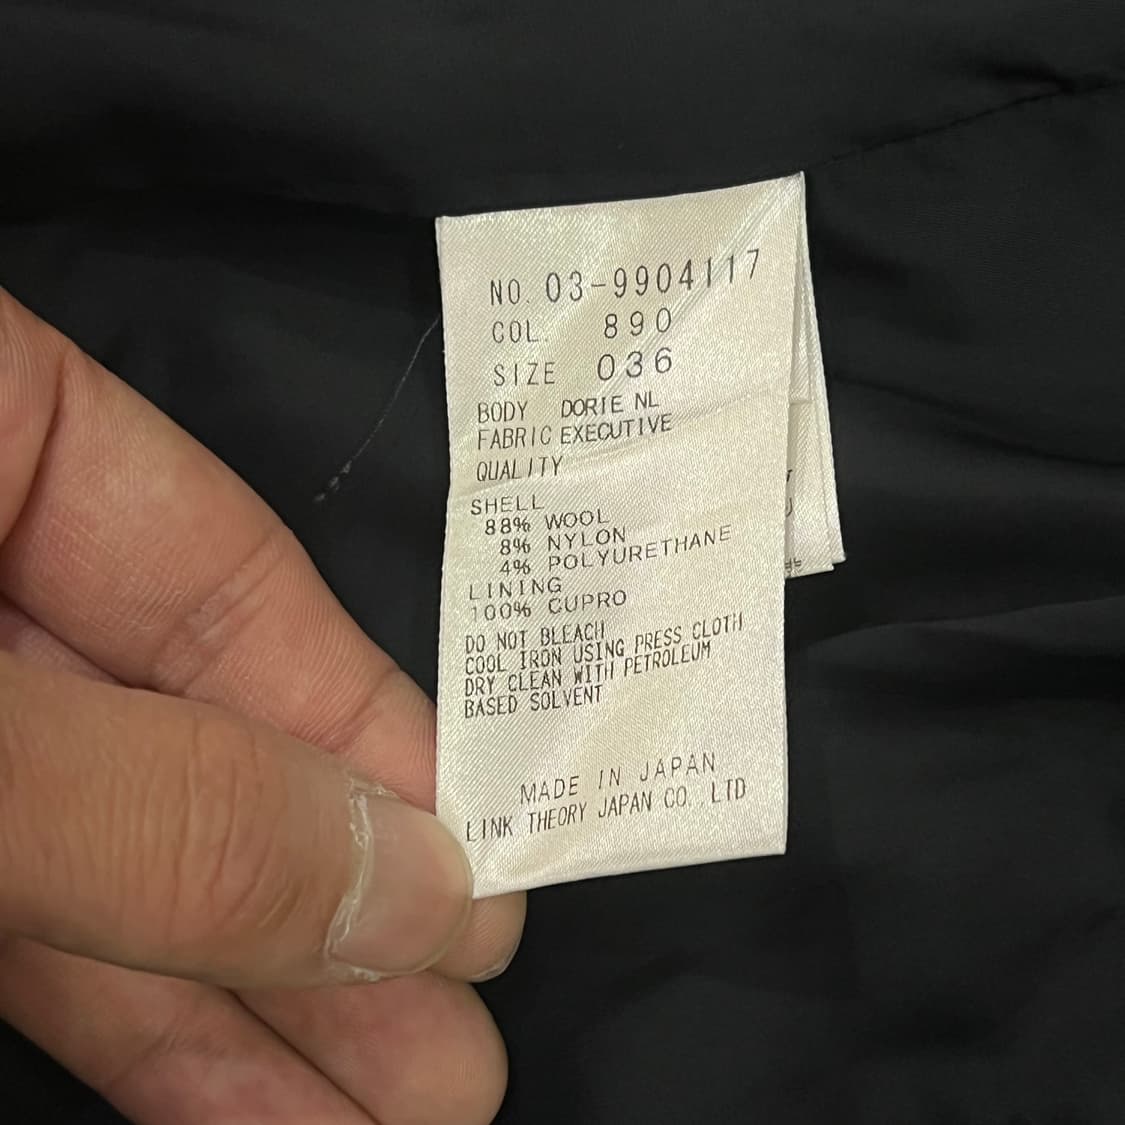 NO. 03-9904117
COL. 890
SIZE 036
BODY DORIE NL
FABRIC EXECUTIVE
QUALITY
SHELL
88% WOOL
8% NYLON
4% POLYURETHANE
LINING
100% CUPRO
DO NOT BLEACH
COOL IRON USING PRESS CLOTH
DRY CLEAN WITH PETROLEUM
BASED SOLVENT
MADE IN JAPAN
LINK THEORY JAPAN CO., LTD